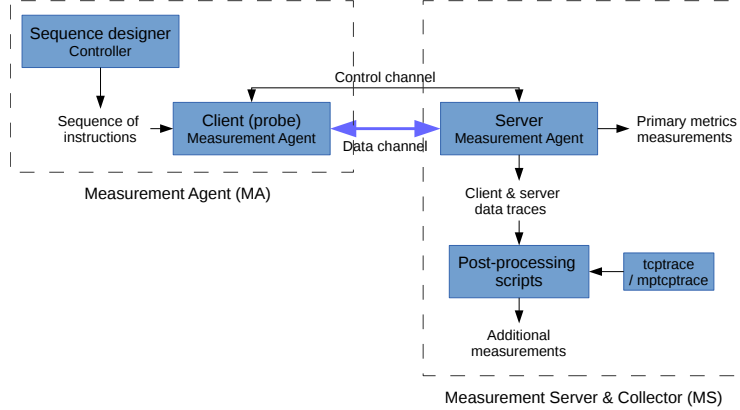 Sequence designer
Controller
Control channel
Sequence of
instructions
Client (probe)
Measurement Agent
Data channel
Server
Measurement Agent
Primary metrics
measurements
Measurement Agent (MA)
Client & server
data traces
Post-processing
scripts
tcptrace
/ mptcptrace
Additional
measurements
Measurement Server & Collector (MS)